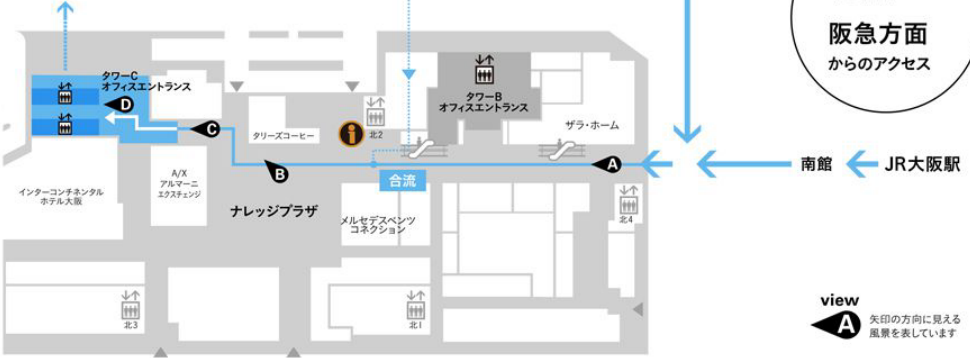 阪急方面
からのアクセス
タワーC
オフィスエントランス
D
C
タワーB
オフィスエントランス
ザラ・ホーム
タリーズコーヒー
北2
i
B
A
合流
南館
JR大阪駅
インターコンチネンタル
ホテル大阪
A/X
アルマーニ
エクスチェンジ
ナレッジプラザ
メルセデスベンツ
コネクション
北4
北3
北1
view
A
矢印の方向に見える
風景を表しています